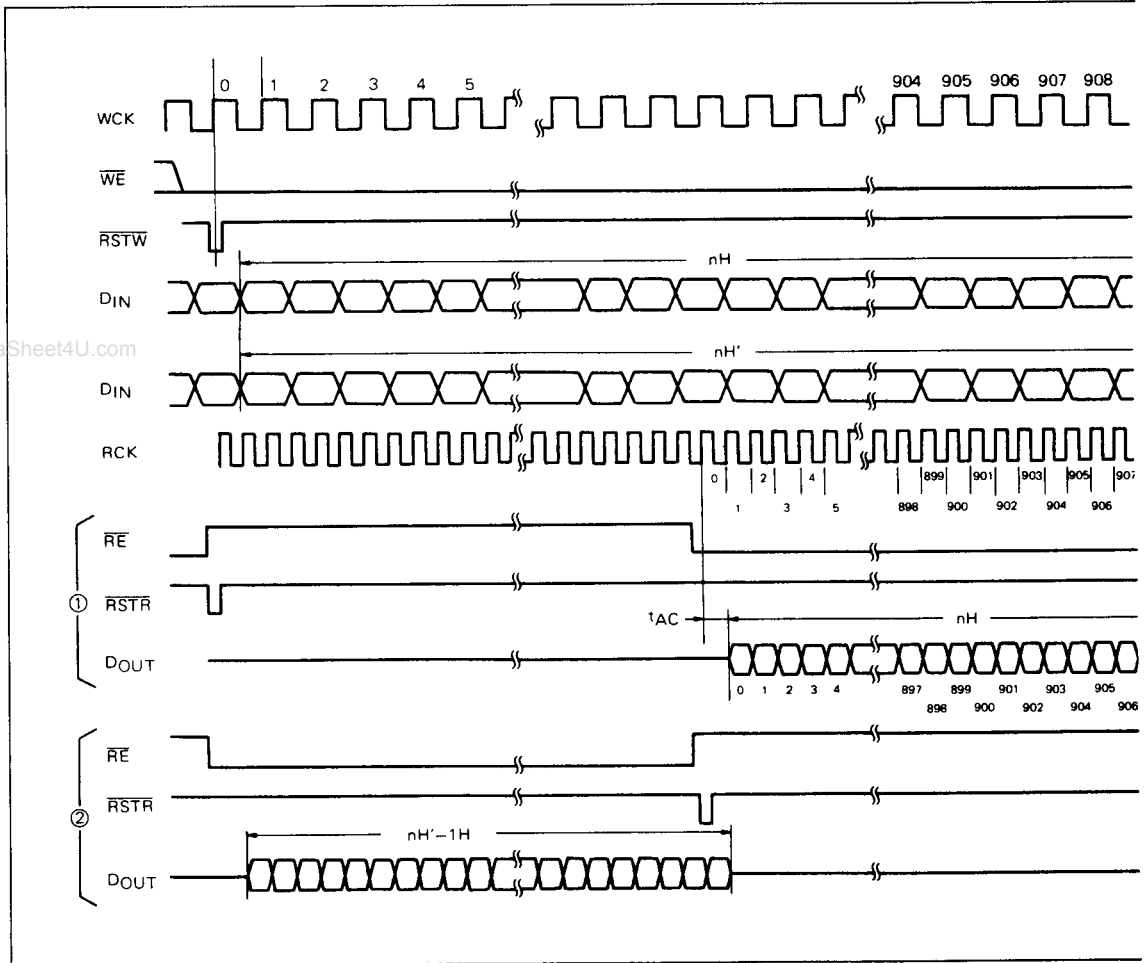 0 1 2 3 4 5 904 905 906 907 908
WCK
WE
RSTW
nH
DIN
aSheet4U.com
nH'
DIN
RCK
0 2 4 899 901 903 905 907
1 3 5 898 900 902 904 906
RE
① RSTR
tAC nH
DOUT
0 1 2 3 4 897 899 901 903 905
898 900 902 904 906
RE
② RSTR
nH'–1H
DOUT